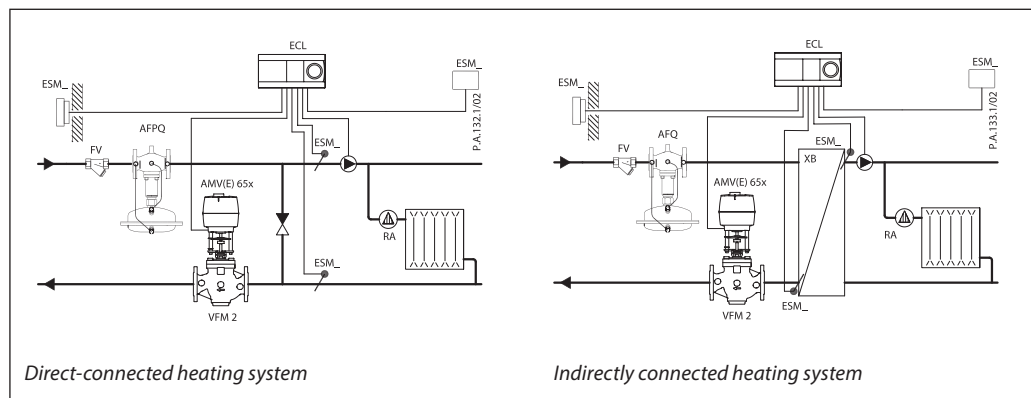 ECL
ESM_
ESM_
P.A.132.1/02
AFPQ
FV
ESM_
AMV(E) 65x
RA
ESM_
VFM 2
Direct-connected heating system
ECL
ESM_
ESM_
P.A.133.1/02
AFQ
FV
ESM_
XB
AMV(E) 65x
RA
ESM_
VFM 2
Indirectly connected heating system